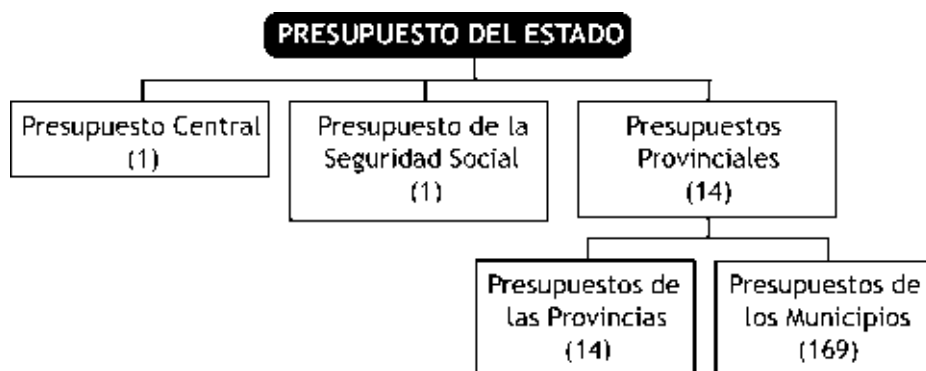 PRESUPUESTO DEL ESTADO
Presupuesto Central
(1)
Presupuesto de la
Seguridad Social
(1)
Presupuestos
Provinciales
(14)
Presupuestos de
las Provincias
(14)
Presupuestos de
los Municipios
(169)